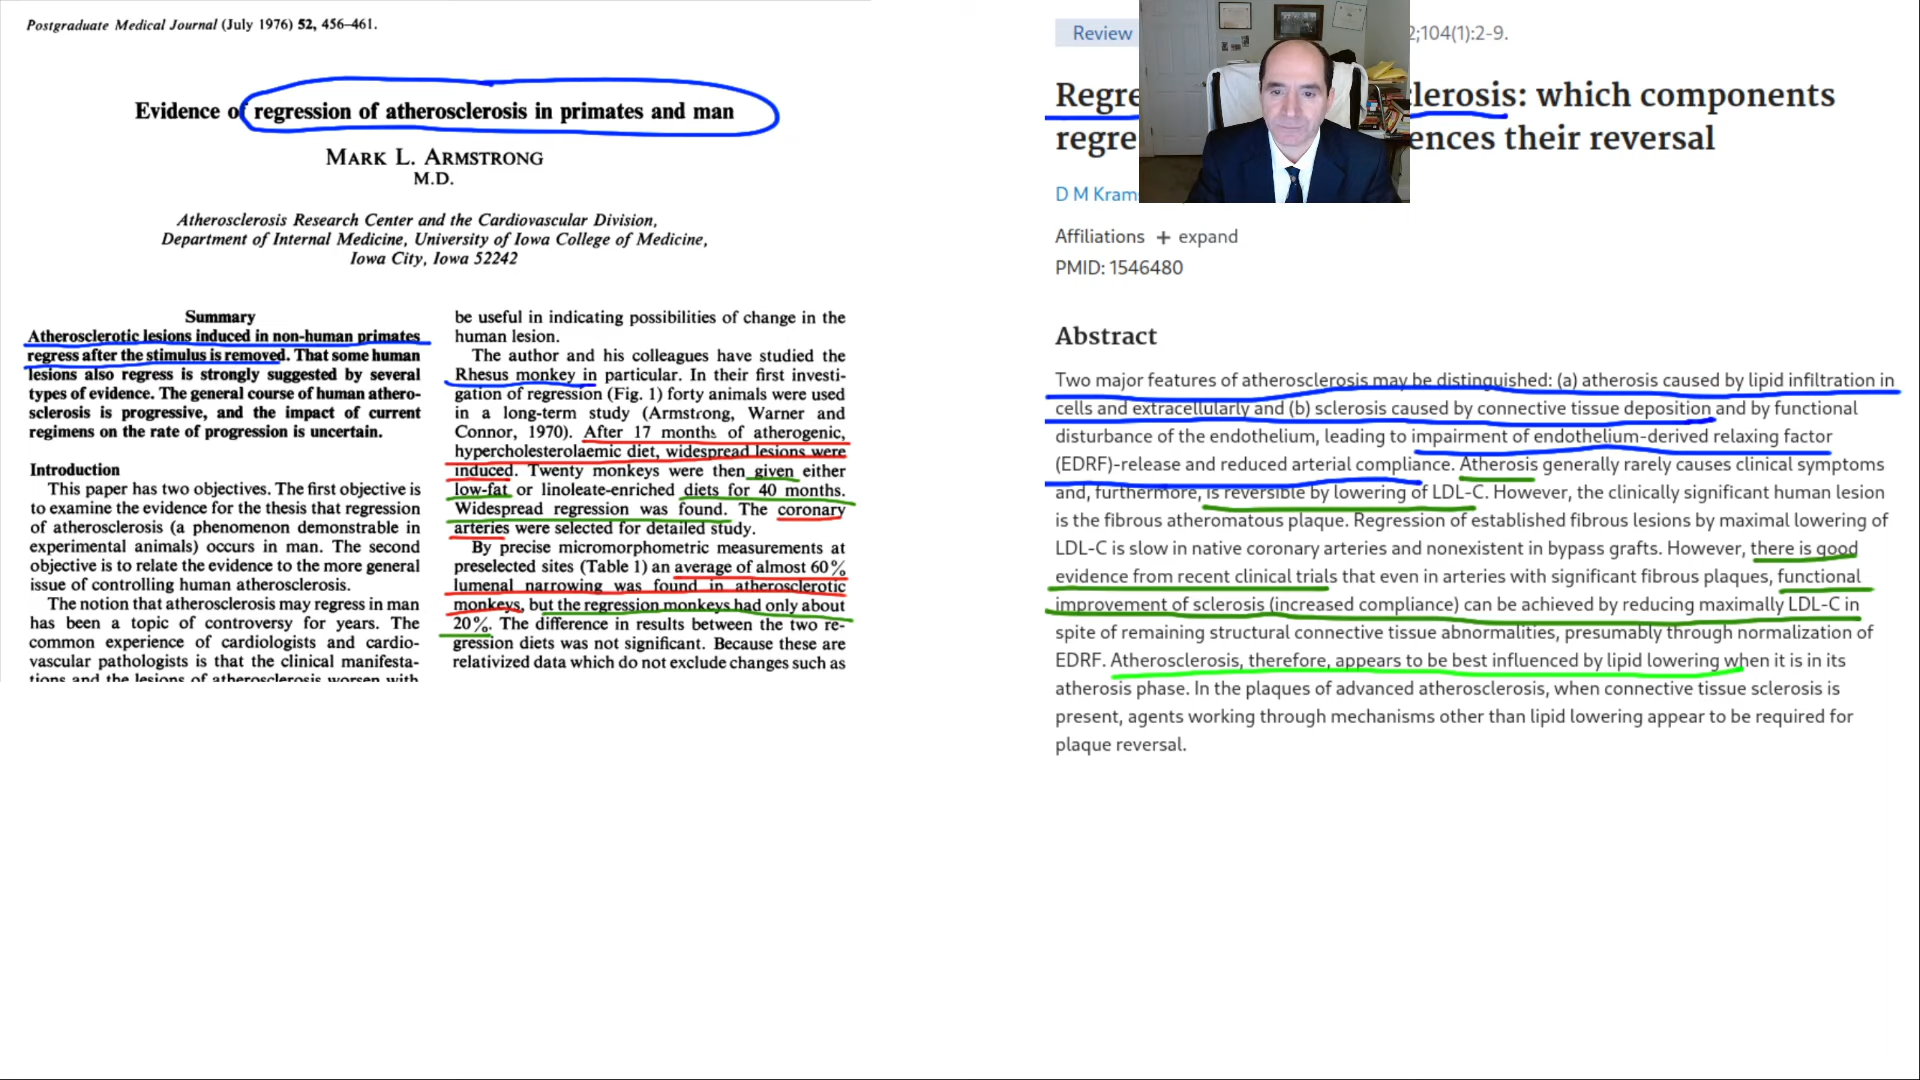 Postgraduate Medical Journal (July 1976) 52, 456–461.
Evidence of regression of atherosclerosis in primates and man
MARK L. ARMSTRONG
M.D.
Atherosclerosis Research Center and the Cardiovascular Division,
Department of Internal Medicine, University of Iowa College of Medicine,
Iowa City, Iowa 52242
Summary
Atherosclerotic lesions induced in non-human primates
regress after the stimulus is removed. That some human
lesions also regress is strongly suggested by several
types of evidence. The general course of human athero-
sclerosis is progressive, and the impact of current
regimens on the rate of progression is uncertain.
Introduction
This paper has two objectives. The first objective is
to examine the evidence for the thesis that regression
of atherosclerosis (a phenomenon demonstrable in
experimental animals) occurs in man. The second
objective is to relate the evidence to the more general
issue of controlling human atherosclerosis.
The notion that atherosclerosis may regress in man
has been a topic of controversy for years. The
common experience of cardiologists and cardio-
vascular pathologists is that the clinical manifesta-
tions and the lesions of atherosclerosis worsen with
be useful in indicating possibilities of change in the
human lesion.
The author and his colleagues have studied the
Rhesus monkey in particular. In their first investi-
gation of regression (Fig. 1) forty animals were used
in a long-term study (Armstrong, Warner and
Connor, 1970). After 17 months of atherogenic,
hypercholesterolaemic diet, widespread lesions were
induced. Twenty monkeys were then given either
low-fat or linoleate-enriched diets for 40 months.
Widespread regression was found. The coronary
arteries were selected for detailed study.
By precise micromorphometric measurements at
preselected sites (Table 1) an average of almost 60%
lumenal narrowing was found in atherosclerotic
monkeys, but the regression monkeys had only about
20%. The difference in results between the two re-
gression diets was not significant. Because these are
relativized data which do not exclude changes such as
Review 2;104(1):2-9.
Regre lerosis: which components
regre ences their reversal
D M Kram
Affiliations + expand
PMID: 1546480
Abstract
Two major features of atherosclerosis may be distinguished: (a) atherosis caused by lipid infiltration in
cells and extracellularly and (b) sclerosis caused by connective tissue deposition and by functional
disturbance of the endothelium, leading to impairment of endothelium-derived relaxing factor
(EDRF)-release and reduced arterial compliance. Atherosis generally rarely causes clinical symptoms
and, furthermore, is reversible by lowering of LDL-C. However, the clinically significant human lesion
is the fibrous atheromatous plaque. Regression of established fibrous lesions by maximal lowering of
LDL-C is slow in native coronary arteries and nonexistent in bypass grafts. However, there is good
evidence from recent clinical trials that even in arteries with significant fibrous plaques, functional
improvement of sclerosis (increased compliance) can be achieved by reducing maximally LDL-C in
spite of remaining structural connective tissue abnormalities, presumably through normalization of
EDRF. Atherosclerosis, therefore, appears to be best influenced by lipid lowering when it is in its
atherosis phase. In the plaques of advanced atherosclerosis, when connective tissue sclerosis is
present, agents working through mechanisms other than lipid lowering appear to be required for
plaque reversal.